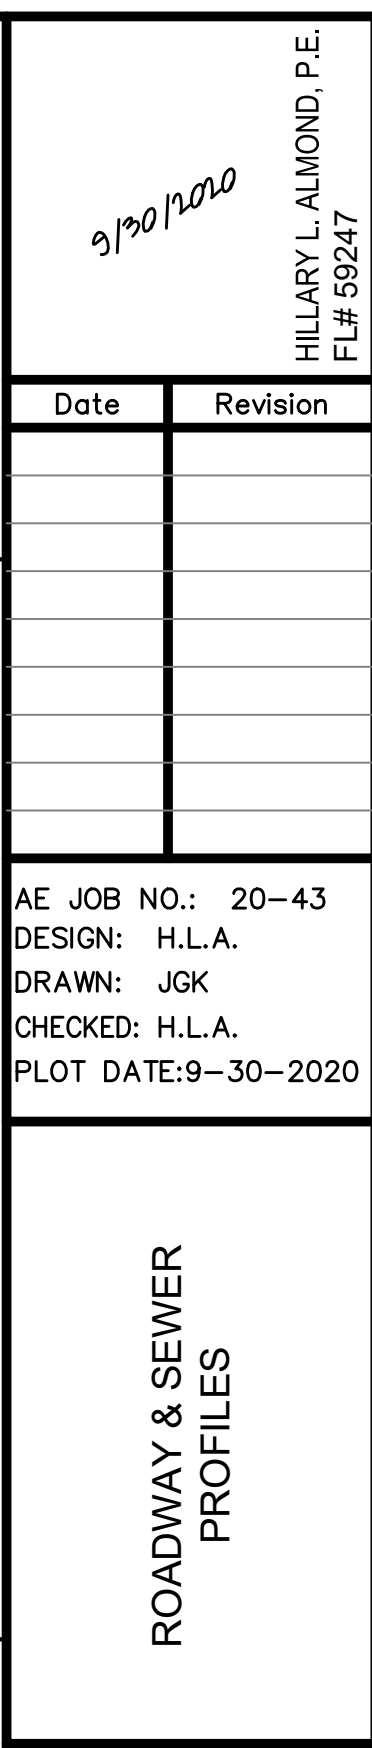 9/30/2020
HILLARY L. ALMOND, P.E.
FL# 59247
Date Revision
AE JOB NO.: 20-43
DESIGN: H.L.A.
DRAWN: JGK
CHECKED: H.L.A.
PLOT DATE:9-30-2020
ROADWAY & SEWER
PROFILES